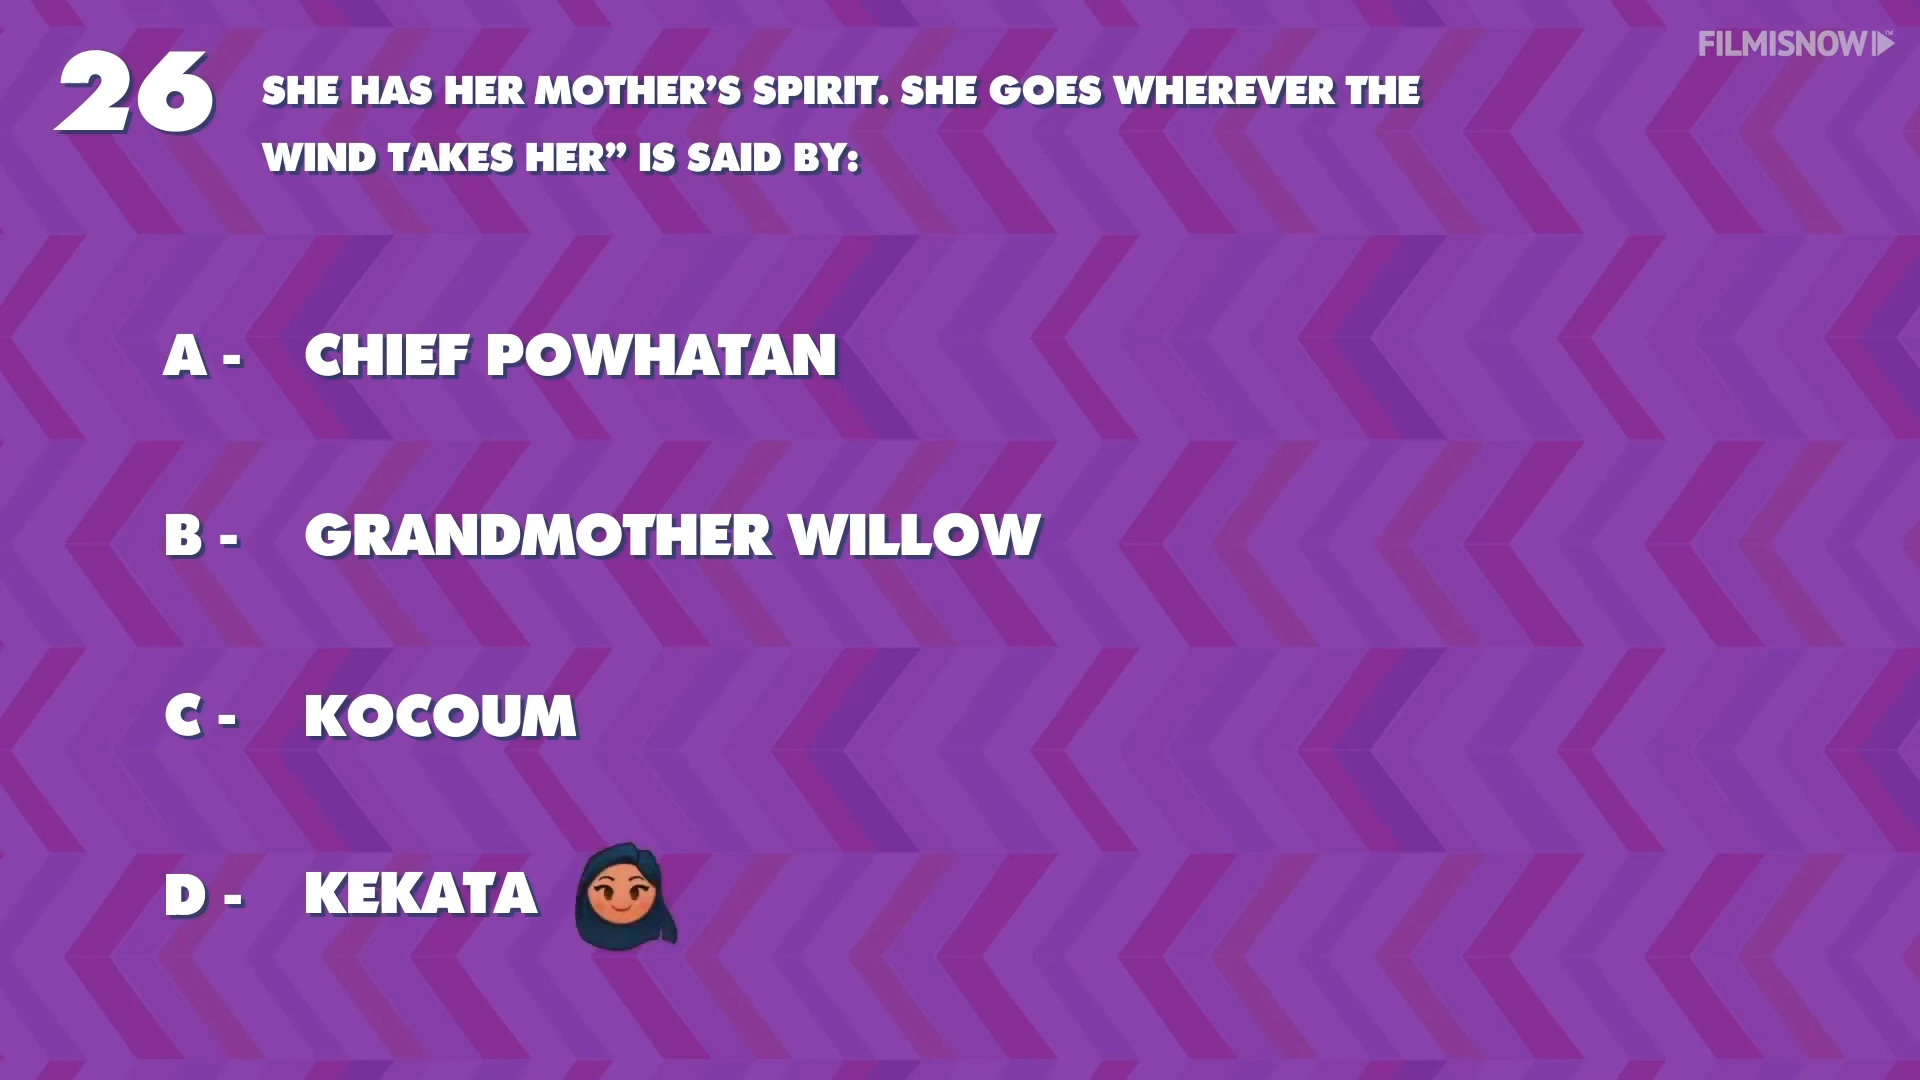 26
SHE HAS HER MOTHER’S SPIRIT. SHE GOES WHEREVER THE
WIND TAKES HER” IS SAID BY:
FILMISNOW
A - CHIEF POWHATAN
B - GRANDMOTHER WILLOW
C - KOCOUM
D - KEKATA